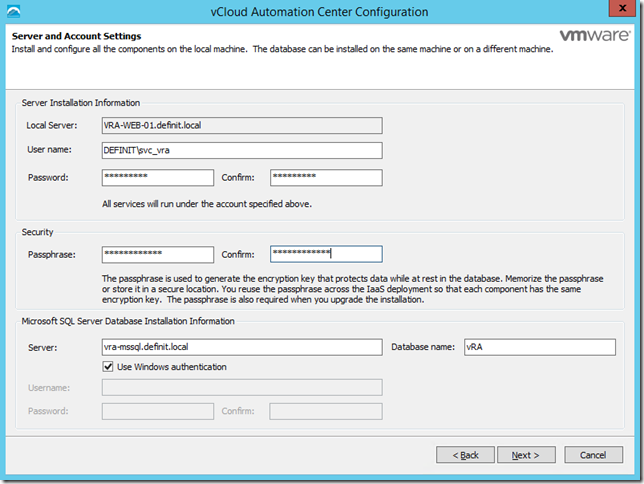 vCloud Automation Center Configuration
x
Server and Account Settings
vmware®
Install and configure all the components on the local machine.  The database can be installed on the same machine or on a different machine.
Server Installation Information
Local Server: VRA-WEB-01.definit.local
User name: DEFINIT\svc_vra
Password: ********* Confirm: *********
All services will run under the account specified above.
Security
Passphrase: ************ Confirm: ************
The passphrase is used to generate the encryption key that protects data while at rest in the database. Memorize the passphrase
or store it in a secure location. You reuse the passphrase across the IaaS deployment so that each component has the same
encryption key.  The passphrase is also required when you upgrade the installation.
Microsoft SQL Server Database Installation Information
Server: vra-mssql.definit.local Database name: vRA
Use Windows authentication
Username:
Password: Confirm:
< Back Next > Cancel